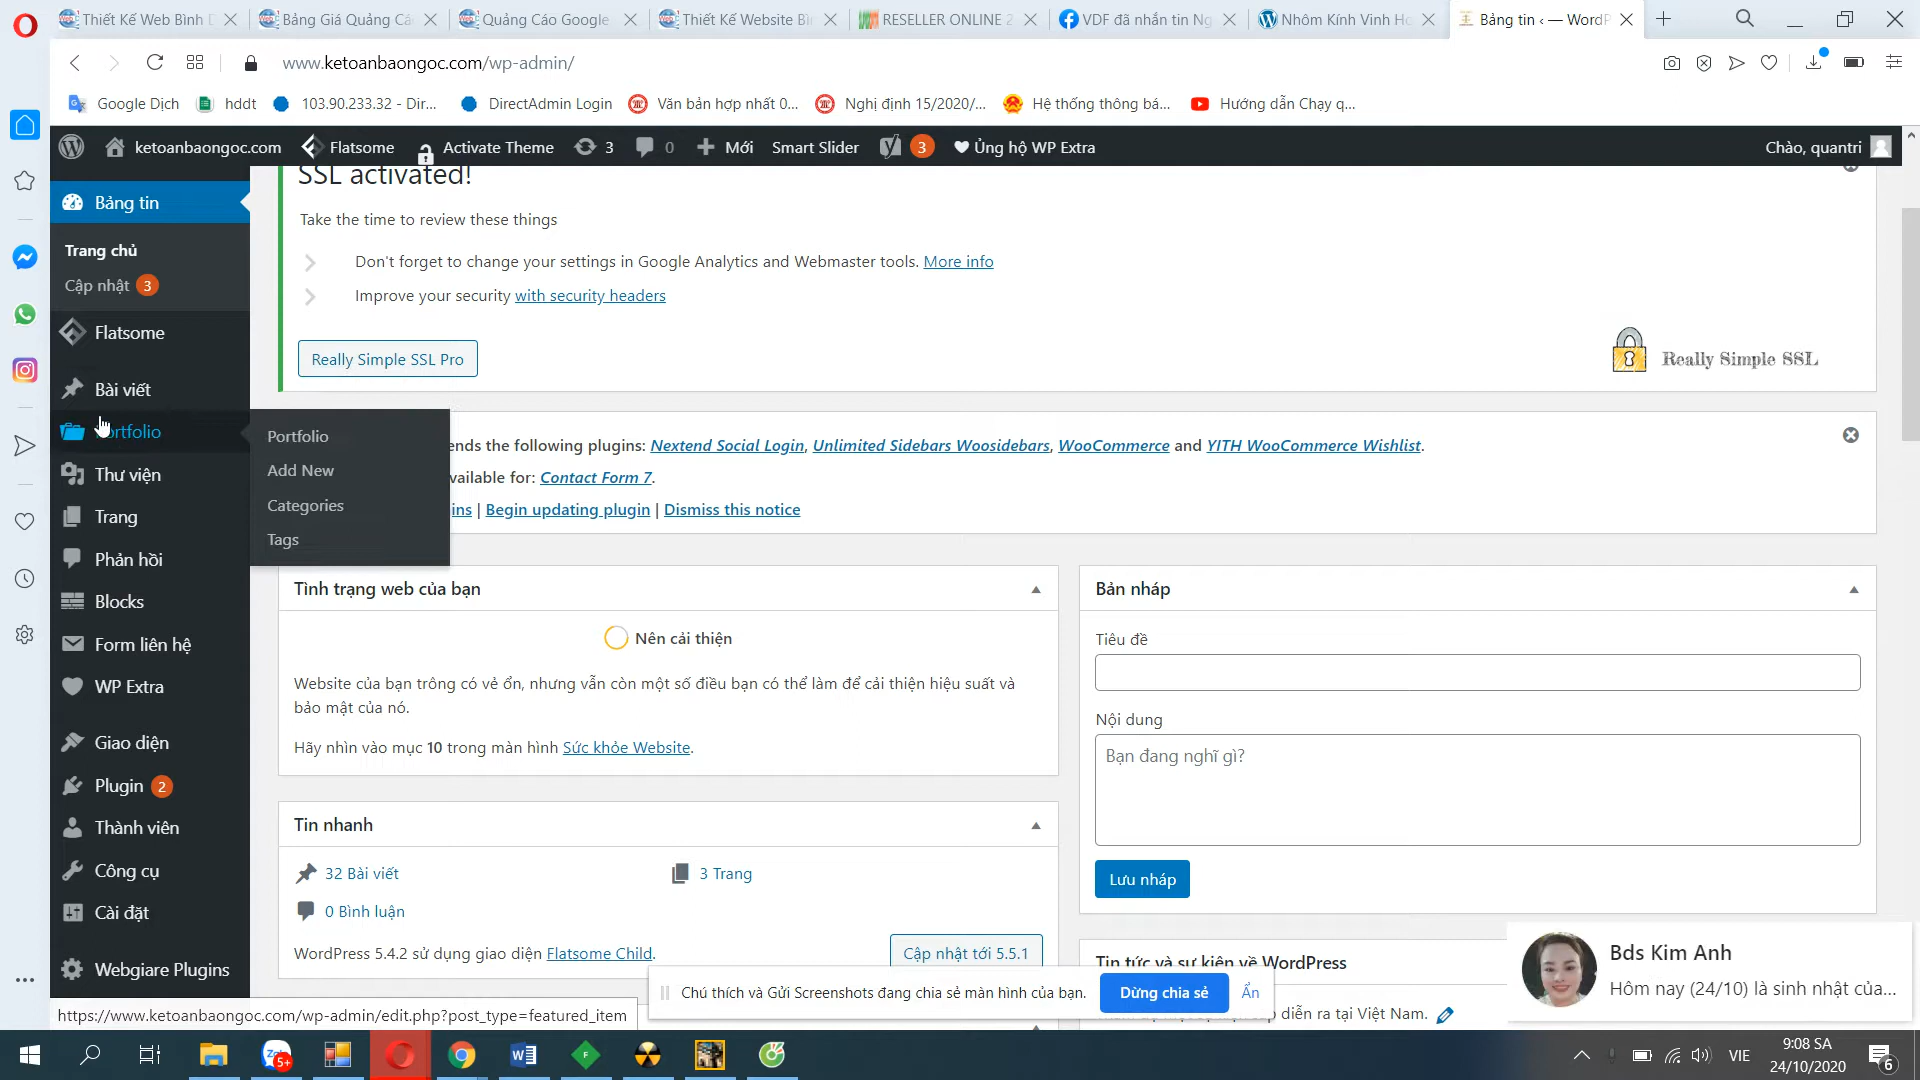 Thiết Kế Web Bình
Bảng Giá Quảng Cá
Quảng Cáo Google
Thiết Kế Website Bì
RESELLER ONLINE 2
VDF đã nhắn tin Ng
Nhôm Kính Vinh Ho
Bảng tin ‹ — WordP
www.ketoanbaongoc.com/wp-admin/
Google Dịch
hddt
103.90.233.32 - Dir...
DirectAdmin Login
Văn bản hợp nhất 0...
Nghị định 15/2020/...
Hệ thống thông bá...
Hướng dẫn Chạy q...
ketoanbaongoc.com
Flatsome
Activate Theme
3
0
Mới
Smart Slider
3
Ủng hộ WP Extra
Chào, quantri
Bảng tin
Trang chủ
Cập nhật 3
Flatsome
Bài viết
Portfolio
Thư viện
Trang
Phản hồi
Blocks
Form liên hệ
WP Extra
Giao diện
Plugin 2
Thành viên
Công cụ
Cài đặt
Webgiare Plugins
Portfolio
Add New
Categories
Tags
SSL activated!
Take the time to review these things
Don't forget to change your settings in Google Analytics and Webmaster tools. More info
Improve your security with security headers
Really Simple SSL Pro
Really Simple SSL
ends the following plugins: Nextend Social Login, Unlimited Sidebars Woosidebars, WooCommerce and YITH WooCommerce Wishlist.
vailable for: Contact Form 7.
ins | Begin updating plugin | Dismiss this notice
Tình trạng web của bạn
Nên cải thiện
Website của bạn trông có vẻ ổn, nhưng vẫn còn một số điều bạn có thể làm để cải thiện hiệu suất và
bảo mật của nó.
Hãy nhìn vào mục 10 trong màn hình Sức khỏe Website.
Tin nhanh
32 Bài viết
3 Trang
0 Bình luận
WordPress 5.4.2 sử dụng giao diện Flatsome Child.
Cập nhật tới 5.5.1
Bản nháp
Tiêu đề
Nội dung
Bạn đang nghĩ gì?
Lưu nháp
Tin tức và sự kiện về WordPress
diễn ra tại Việt Nam.
Bds Kim Anh
Hôm nay (24/10) là sinh nhật của...
Chú thích và Gửi Screenshots đang chia sẻ màn hình của bạn.
Dừng chia sẻ
Ẩn
https://www.ketoanbaongoc.com/wp-admin/edit.php?post_type=featured_item
5+
VIE
9:08 SA
24/10/2020
6